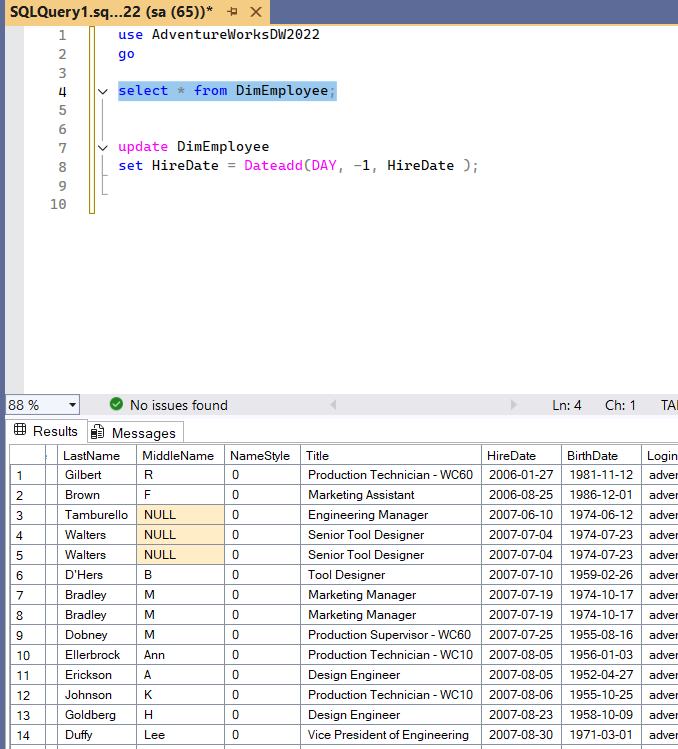 SQLQuery1.sq...22 (sa (65))*
1 use AdventureWorksDW2022
2 go
3
4 select * from DimEmployee;
5
6
7 update DimEmployee
8 set HireDate = Dateadd(DAY, -1, HireDate );
9
10
88 % No issues found Ln: 4 Ch: 1 TA
Results Messages
LastName MiddleName NameStyle Title HireDate BirthDate Login
1 Gilbert R 0 Production Technician - WC60 2006-01-27 1981-11-12 adver
2 Brown F 0 Marketing Assistant 2006-08-25 1986-12-01 adver
3 Tamburello NULL 0 Engineering Manager 2007-06-10 1974-06-12 adver
4 Walters NULL 0 Senior Tool Designer 2007-07-04 1974-07-23 adver
5 Walters NULL 0 Senior Tool Designer 2007-07-04 1974-07-23 adver
6 D'Hers B 0 Tool Designer 2007-07-10 1959-02-26 adver
7 Bradley M 0 Marketing Manager 2007-07-19 1974-10-17 adver
8 Bradley M 0 Marketing Manager 2007-07-19 1974-10-17 adver
9 Dobney M 0 Production Supervisor - WC60 2007-07-25 1955-08-16 adver
10 Ellerbrock Ann 0 Production Technician - WC10 2007-08-05 1956-01-03 adver
11 Erickson A 0 Design Engineer 2007-08-05 1952-04-27 adver
12 Johnson K 0 Production Technician - WC10 2007-08-06 1955-10-25 adver
13 Goldberg H 0 Design Engineer 2007-08-23 1958-10-09 adver
14 Duffy Lee 0 Vice President of Engineering 2007-08-30 1971-03-01 adver